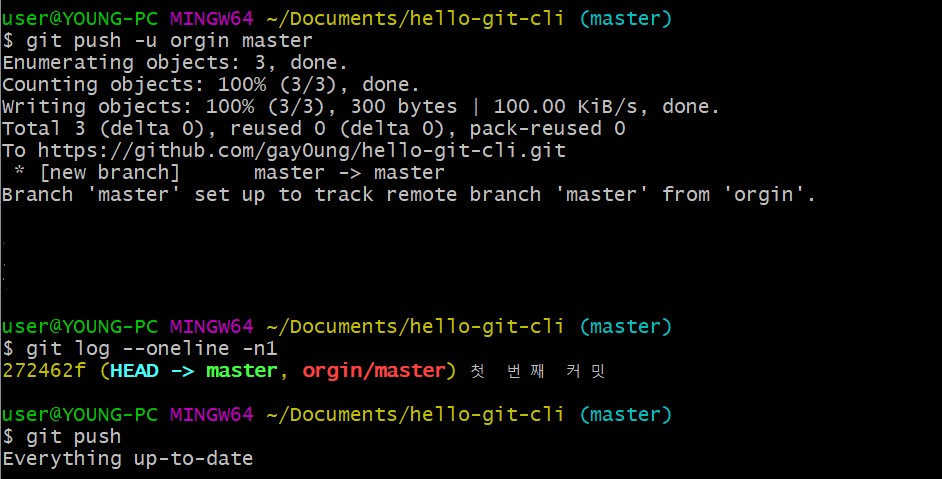 user@YOUNG-PC MINGW64 ~/Documents/hello-git-cli (master)
$ git push -u orgin master
Enumerating objects: 3, done.
Counting objects: 100% (3/3), done.
Writing objects: 100% (3/3), 300 bytes | 100.00 KiB/s, done.
Total 3 (delta 0), reused 0 (delta 0), pack-reused 0
To https://github.com/gayOung/hello-git-cli.git
 * [new branch]      master -> master
Branch 'master' set up to track remote branch 'master' from 'orgin'.
user@YOUNG-PC MINGW64 ~/Documents/hello-git-cli (master)
$ git log --oneline -n1
272462f (HEAD -> master, orgin/master) 첫 번째 커밋
user@YOUNG-PC MINGW64 ~/Documents/hello-git-cli (master)
$ git push
Everything up-to-date